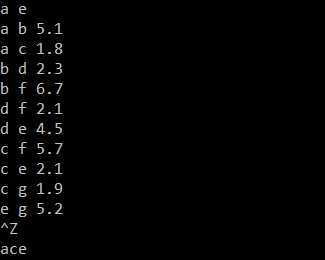 a e
a b 5.1
a c 1.8
b d 2.3
b f 6.7
d f 2.1
d e 4.5
c f 5.7
c e 2.1
c g 1.9
e g 5.2
^Z
ace